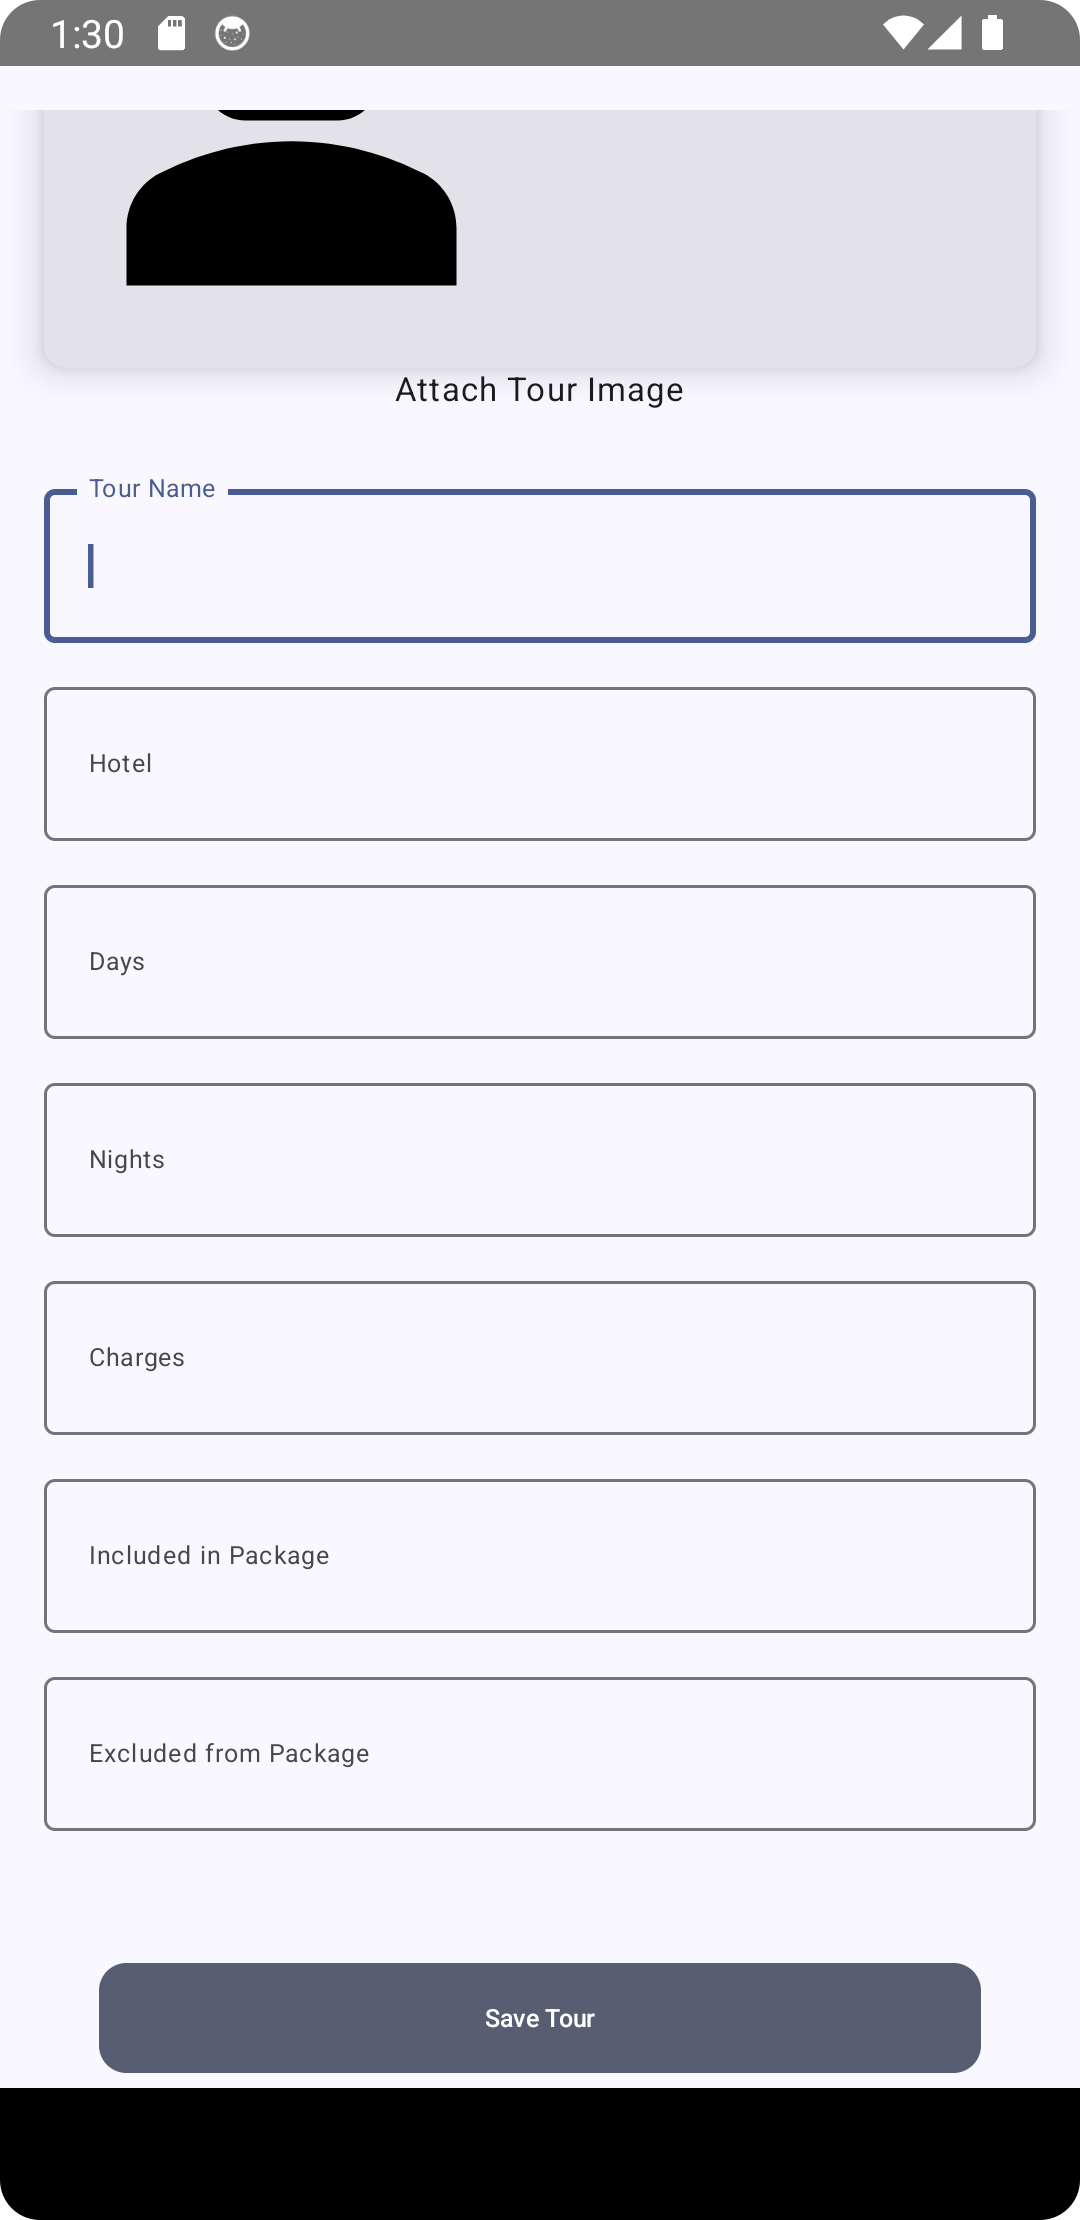 1:30
Attach Tour Image
Tour Name
Hotel
Days
Nights
Charges
Included in Package
Excluded from Package
Save Tour